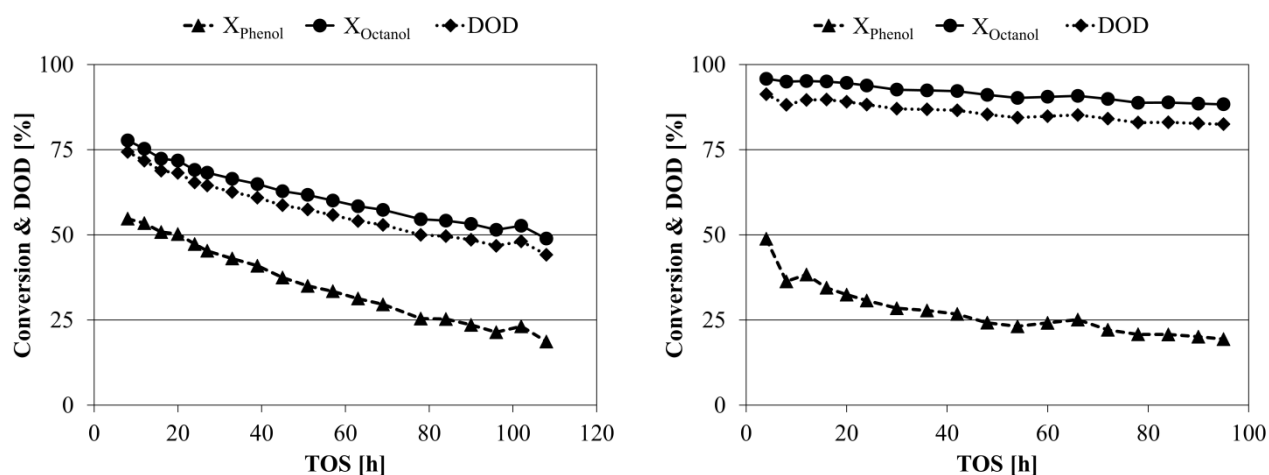 X_Phenol X_Octanol DOD
Conversion & DOD [%]
100
75
50
25
0
0 20 40 60 80 100 120
TOS [h]
X_Phenol X_Octanol DOD
Conversion & DOD [%]
100
75
50
25
0
0 20 40 60 80 100
TOS [h]